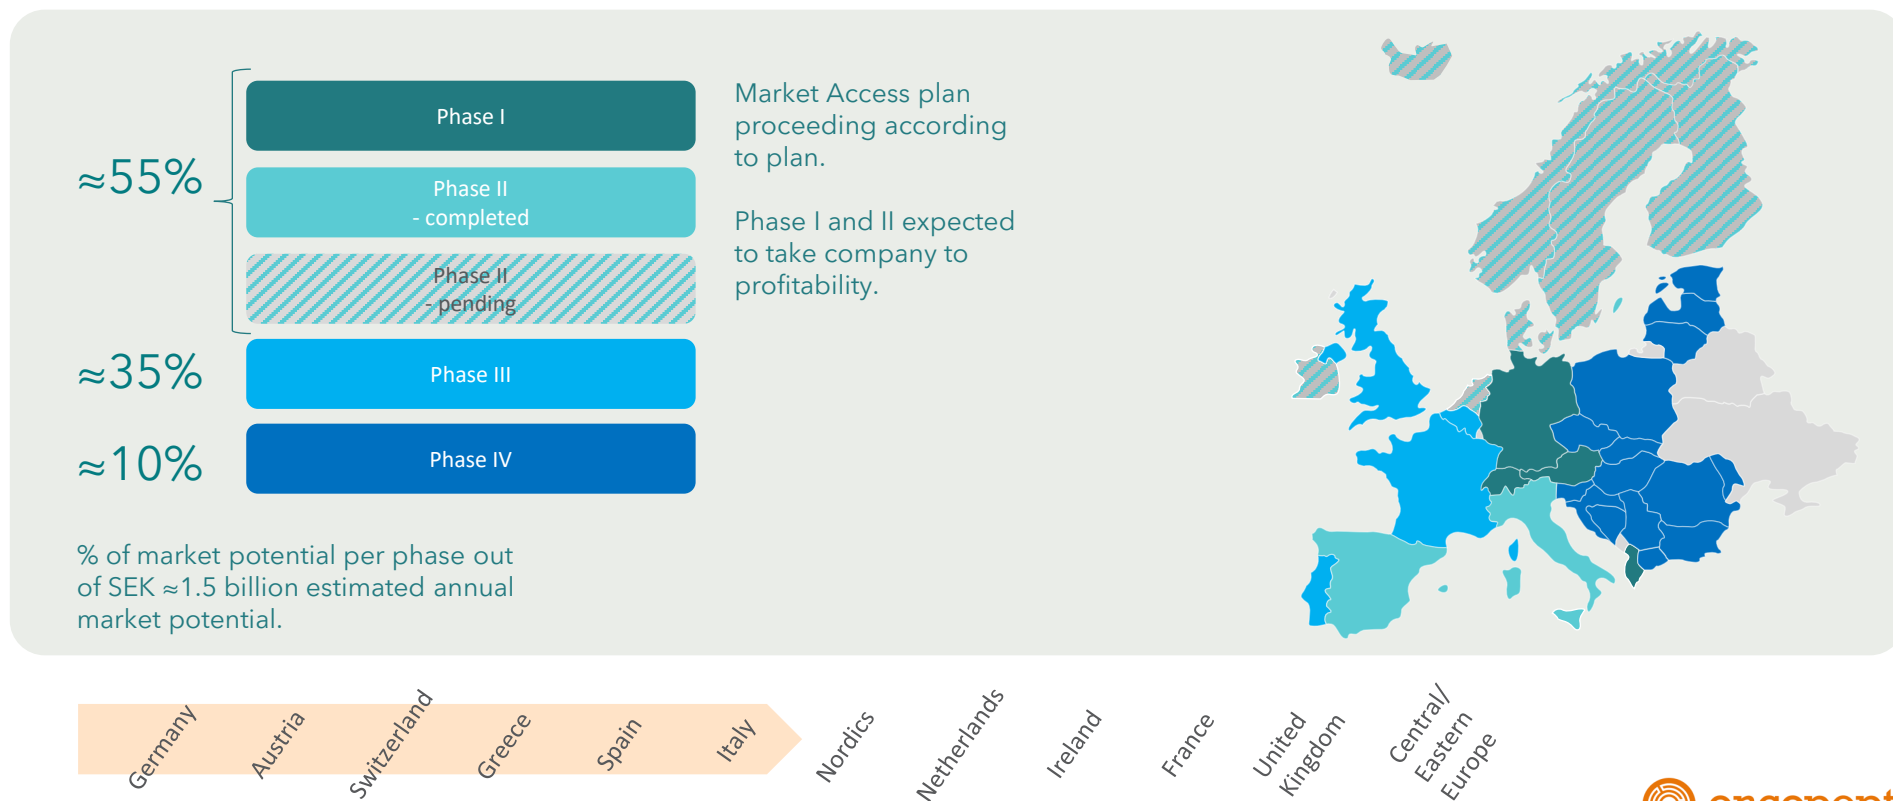 ≈55%
Phase I
Phase II
- completed
Phase II
- pending
≈35%
Phase III
≈10%
Phase IV
Market Access plan
proceeding according
to plan.
Phase I and II expected
to take company to
profitability.
% of market potential per phase out
of SEK ≈1.5 billion estimated annual
market potential.
Germany
Austria
Switzerland
Greece
Spain
Italy
Nordics
Netherlands
Ireland
France
United
Kingdom
Central/
Eastern
Europe